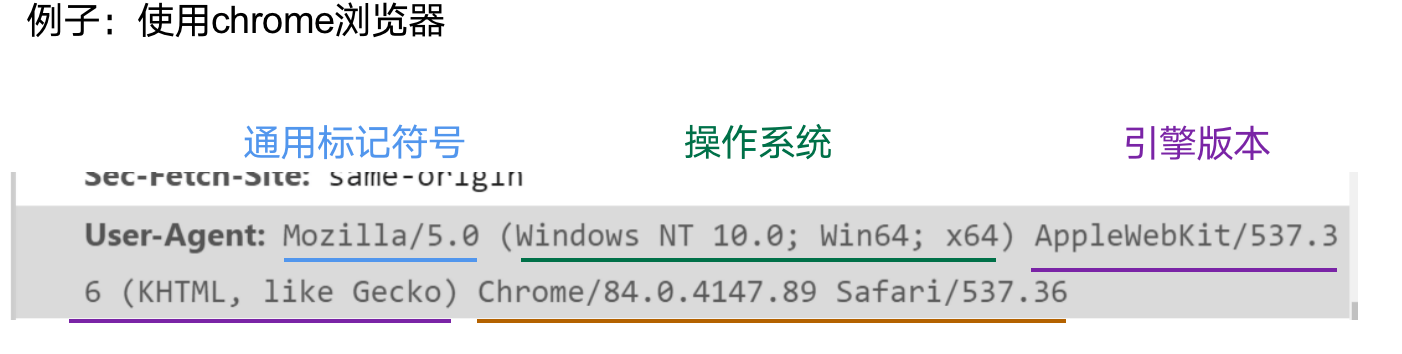 例子：使用chrome浏览器
通用标记符号 操作系统 引擎版本
Sec-Fetch-Site: same-origin
User-Agent: Mozilla/5.0 (Windows NT 10.0; Win64; x64) AppleWebKit/537.3
6 (KHTML, like Gecko) Chrome/84.0.4147.89 Safari/537.36